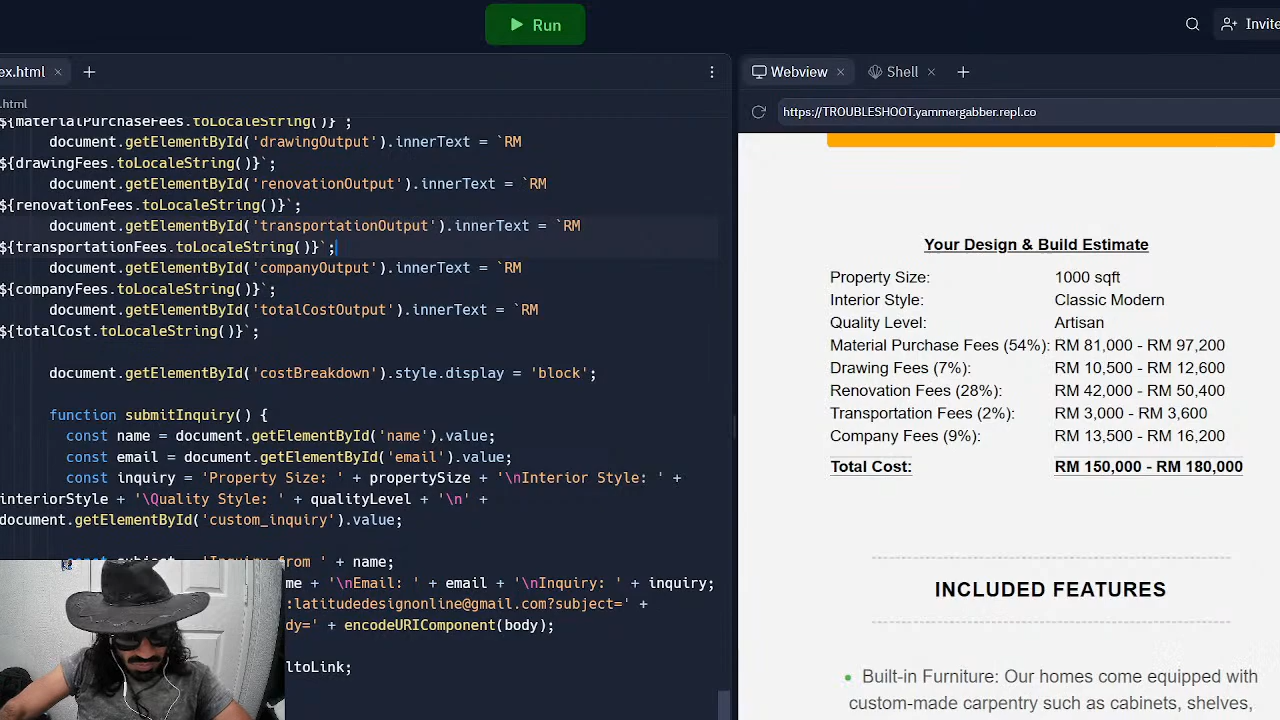 Run
Invite
ex.html ×
+
Webview ×
Shell ×
+
.html
https://TROUBLESHOOT.yammergabber.repl.co
${materialPurchaseFees.toLocaleString()}`;
document.getElementById('drawingOutput').innerText = `RM
${drawingFees.toLocaleString()}`;
document.getElementById('renovationOutput').innerText = `RM
${renovationFees.toLocaleString()}`;
document.getElementById('transportationOutput').innerText = `RM
${transportationFees.toLocaleString()}`;
document.getElementById('companyOutput').innerText = `RM
${companyFees.toLocaleString()}`;
document.getElementById('totalCostOutput').innerText = `RM
${totalCost.toLocaleString()}`;
document.getElementById('costBreakdown').style.display = 'block';
function submitInquiry() {
const name = document.getElementById('name').value;
const email = document.getElementById('email').value;
const inquiry = 'Property Size: ' + propertySize + '\nInterior Style: ' +
interiorStyle + '\Quality Style: ' + qualityLevel + '\n' +
document.getElementById('custom_inquiry').value;
const subject = 'Inquiry from ' + name;
me + '\nEmail: ' + email + '\nInquiry: ' + inquiry;
:latitudedesignonline@gmail.com?subject=' +
dy=' + encodeURIComponent(body);
ltoLink;
Your Design & Build Estimate
Property Size: 1000 sqft
Interior Style: Classic Modern
Quality Level: Artisan
Material Purchase Fees (54%): RM 81,000 - RM 97,200
Drawing Fees (7%): RM 10,500 - RM 12,600
Renovation Fees (28%): RM 42,000 - RM 50,400
Transportation Fees (2%): RM 3,000 - RM 3,600
Company Fees (9%): RM 13,500 - RM 16,200
Total Cost: RM 150,000 - RM 180,000
INCLUDED FEATURES
Built-in Furniture: Our homes come equipped with
custom-made carpentry such as cabinets, shelves,